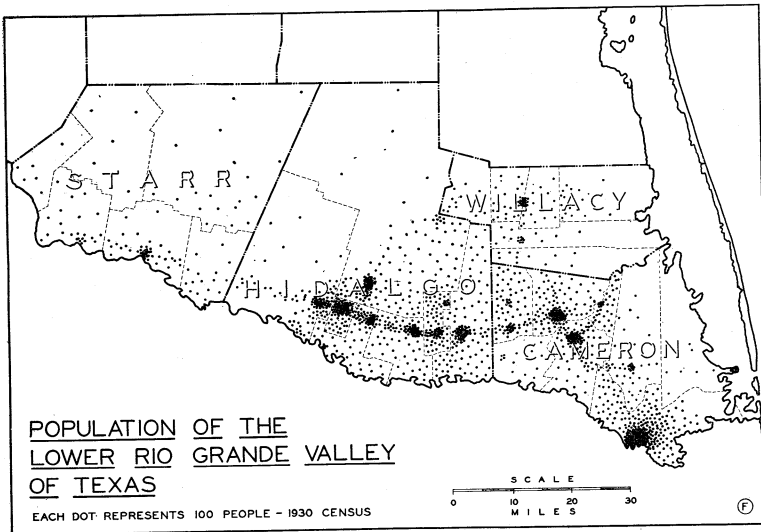 STARR
WILLACY
HIDALGO
CAMERON
POPULATION OF THE
LOWER RIO GRANDE VALLEY
OF TEXAS
EACH DOT REPRESENTS 100 PEOPLE - 1930 CENSUS
SCALE
0 10 20 30
MILES
F